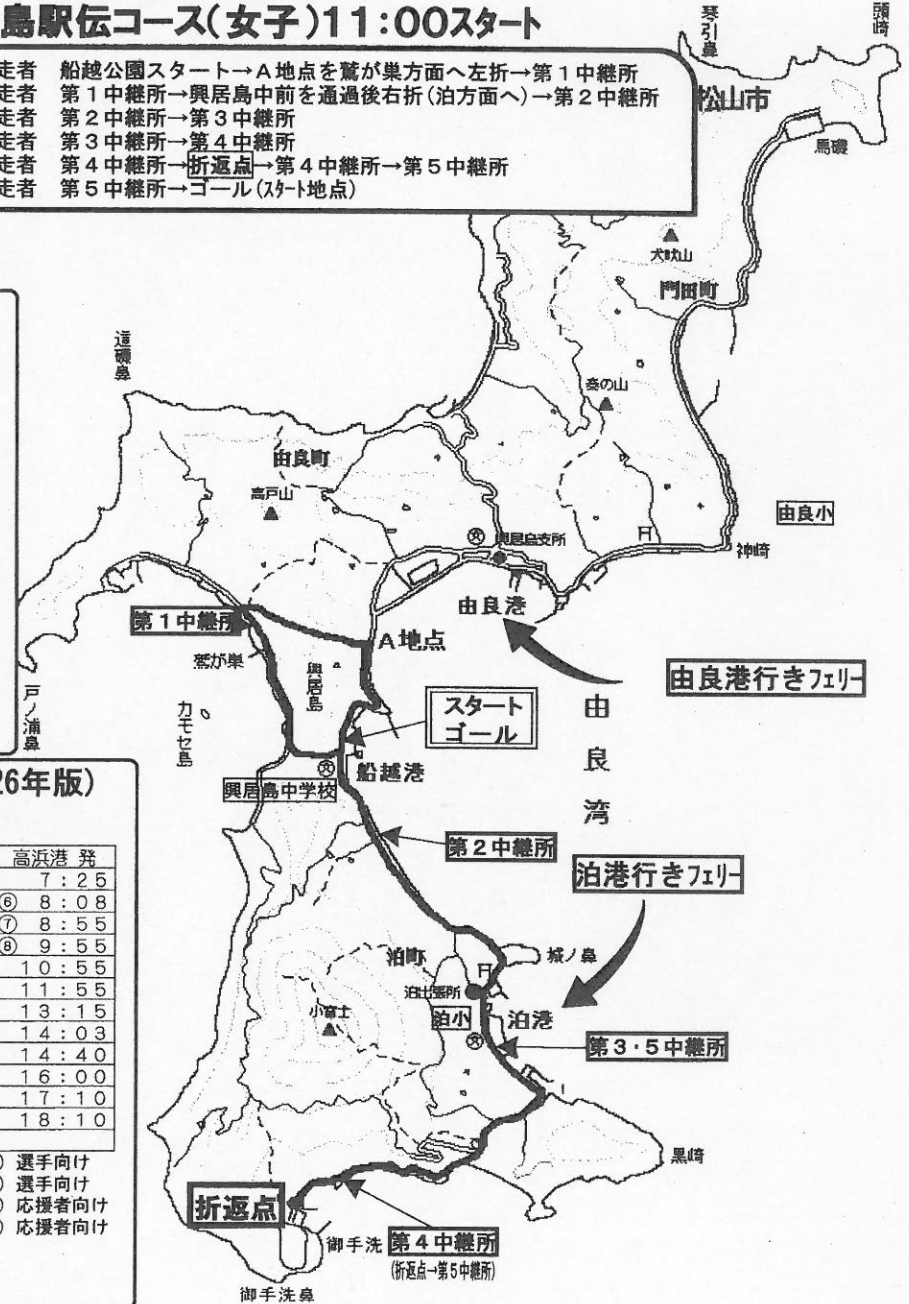 島駅伝コース(女子)11:00スタート
走者 船越公園スタート→A地点を鷲が巣方面へ左折→第1中継所
走者 第1中継所→興居島中前を通過後右折(泊方面へ)→第2中継所
走者 第2中継所→第3中継所
走者 第3中継所→第4中継所
走者 第4中継所→折返点→第4中継所→第5中継所
走者 第5中継所→ゴール(スタート地点)
琴引鼻
頭崎
松山市
馬磯
犬吠山
門田町
逗磯鼻
由良町
高戸山
興居島支所
由良小
神崎
由良港
第1中継所
A地点
鷲が巣
興居島
由良港行きフェリー
スタート
ゴール
戸ノ浦鼻
カモセ島
船越港
由良湾
興居島中学校
第2中継所
泊港行きフェリー
泊町
城ノ鼻
泊出張所
小富士
泊小
泊港
第3・5中継所
黒崎
折返点
御手洗
第4中継所
(折返点→第5中継所)
御手洗鼻
26年版)
高浜港 発
7:25
⑥ 8:08
⑦ 8:55
⑧ 9:55
10:55
11:55
13:15
14:03
14:40
16:00
17:10
18:10
) 選手向け
) 選手向け
) 応援者向け
) 応援者向け